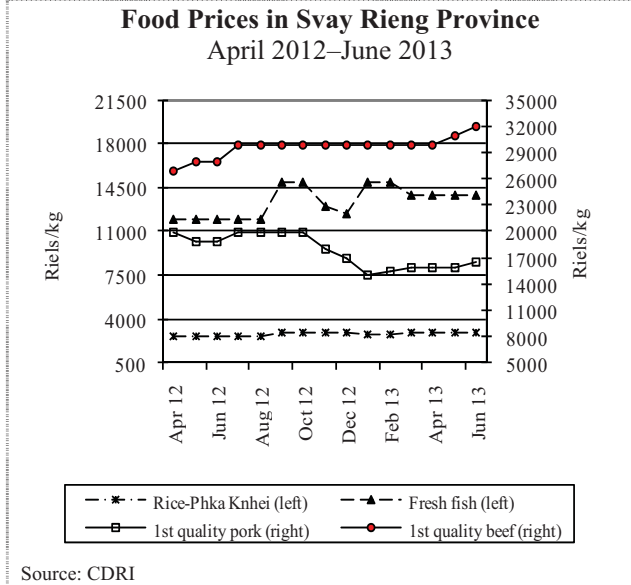 Food Prices in Svay Rieng Province
April 2012–June 2013
21500
18000
14500
11000
7500
4000
500
Riels/kg
35000
32000
29000
26000
23000
20000
17000
14000
11000
8000
5000
Riels/kg
Apr 12
Jun 12
Aug 12
Oct 12
Dec 12
Feb 13
Apr 13
Jun 13
Rice-Phka Knhei (left)
Fresh fish (left)
1st quality pork (right)
1st quality beef (right)
Source: CDRI